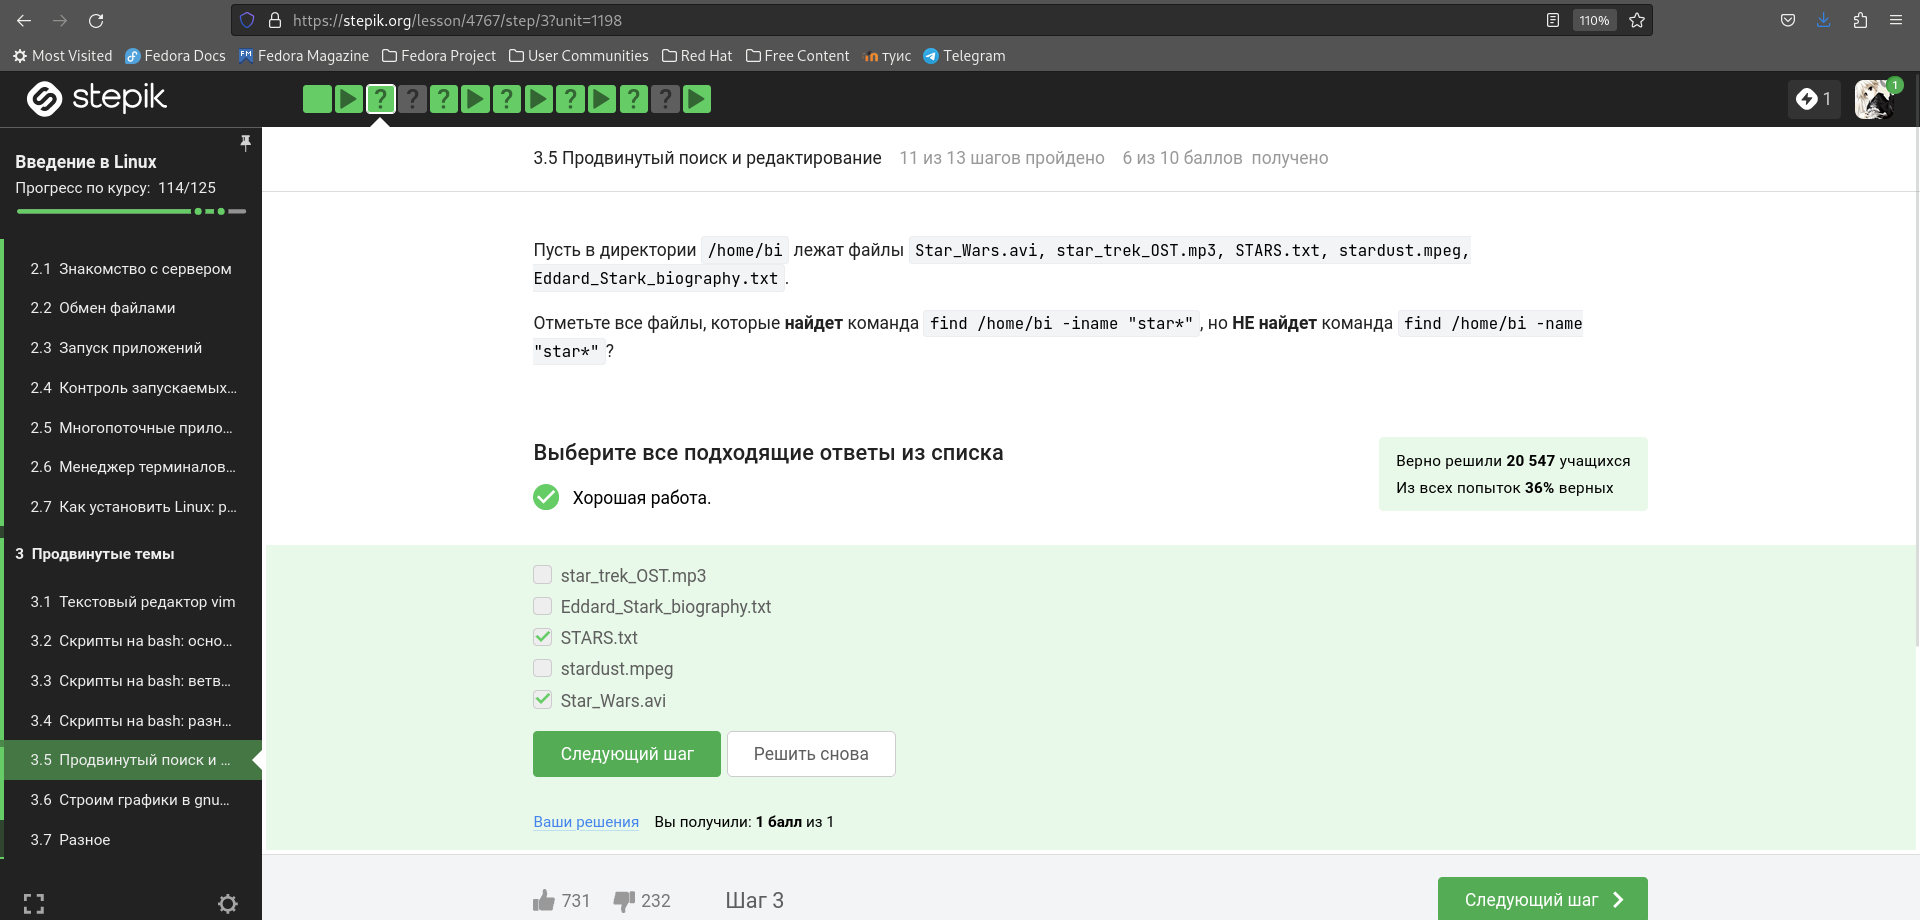 https://stepik.org/lesson/4767/step/3?unit=1198 110%
Most Visited Fedora Docs Fedora Magazine Fedora Project User Communities Red Hat Free Content туис Telegram
stepik ? ? ? ? ? ? ? 1 1
Введение в Linux
Прогресс по курсу: 114/125
2.1 Знакомство с сервером
2.2 Обмен файлами
2.3 Запуск приложений
2.4 Контроль запускаемых...
2.5 Многопоточные прило...
2.6 Менеджер терминалов...
2.7 Как установить Linux: р...
3 Продвинутые темы
3.1 Текстовый редактор vim
3.2 Скрипты на bash: осно...
3.3 Скрипты на bash: ветв...
3.4 Скрипты на bash: разн...
3.5 Продвинутый поиск и ...
3.6 Строим графики в gnu...
3.7 Разное
3.5 Продвинутый поиск и редактирование 11 из 13 шагов пройдено 6 из 10 баллов получено
Пусть в директории /home/bi лежат файлы Star_Wars.avi, star_trek_OST.mp3, STARS.txt, stardust.mpeg,
Eddard_Stark_biography.txt .
Отметьте все файлы, которые найдет команда find /home/bi -iname "star*" , но НЕ найдет команда find /home/bi -name
"star*" ?
Выберите все подходящие ответы из списка
Хорошая работа.
Верно решили 20 547 учащихся
Из всех попыток 36% верных
star_trek_OST.mp3
Eddard_Stark_biography.txt
STARS.txt
stardust.mpeg
Star_Wars.avi
Следующий шаг Решить снова
Ваши решения Вы получили: 1 балл из 1
731 232 Шаг 3 Следующий шаг